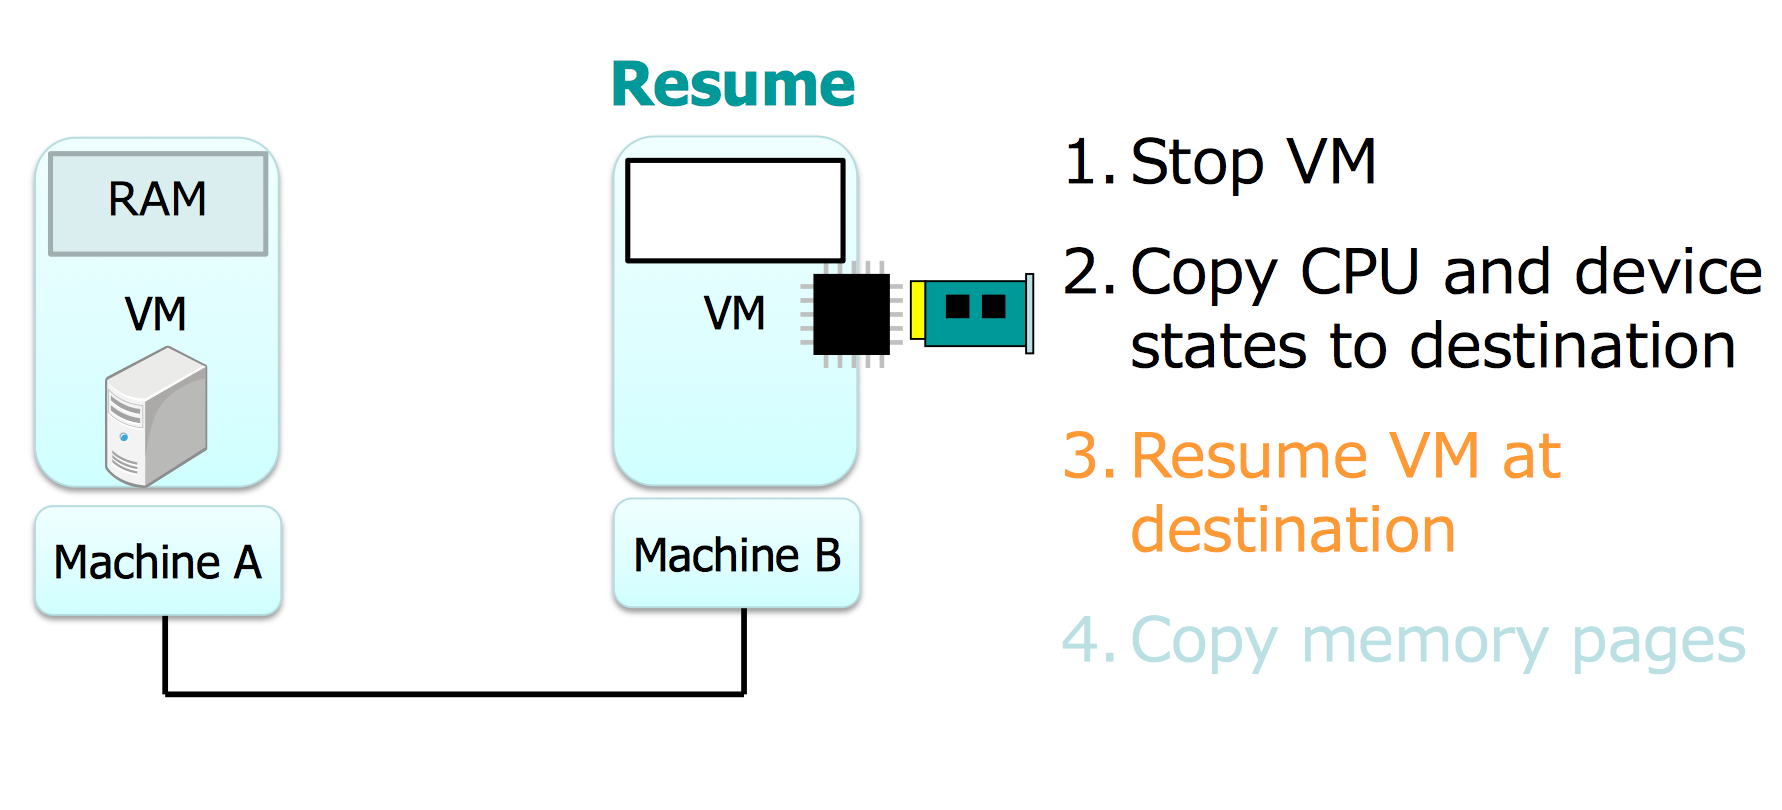 Resume
RAM
VM
Machine A
VM
Machine B
1. Stop VM
2. Copy CPU and device
states to destination
3. Resume VM at
destination
4. Copy memory pages